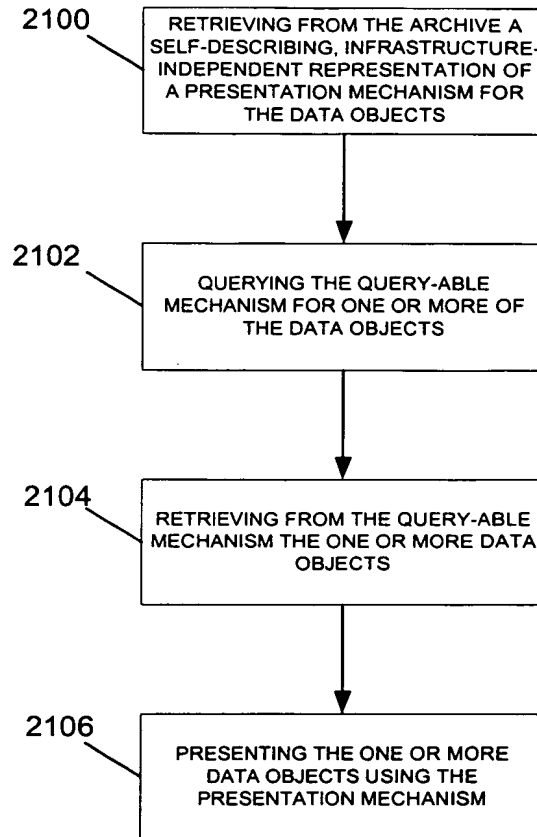 2100
RETRIEVING FROM THE ARCHIVE A
SELF-DESCRIBING, INFRASTRUCTURE-
INDEPENDENT REPRESENTATION OF
A PRESENTATION MECHANISM FOR
THE DATA OBJECTS
2102
QUERYING THE QUERY-ABLE
MECHANISM FOR ONE OR MORE OF
THE DATA OBJECTS
2104
RETRIEVING FROM THE QUERY-ABLE
MECHANISM THE ONE OR MORE DATA
OBJECTS
2106
PRESENTING THE ONE OR MORE
DATA OBJECTS USING THE
PRESENTATION MECHANISM